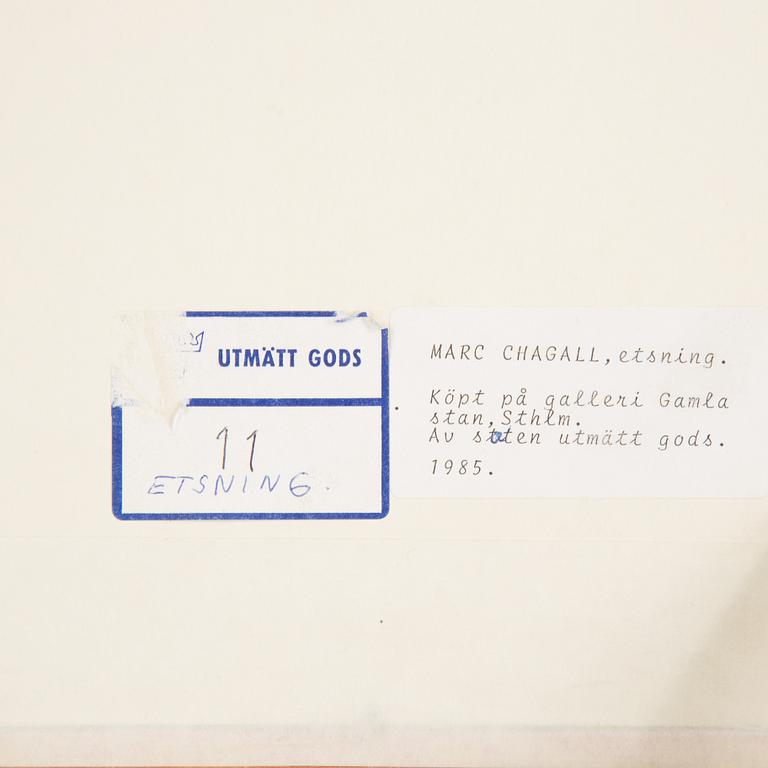 UTMÄTT GODS
11
ETSNING.
MARC CHAGALL, etsning.
Köpt på galleri Gamla
stan, Sthlm.
Av staten utmätt gods.
1985.